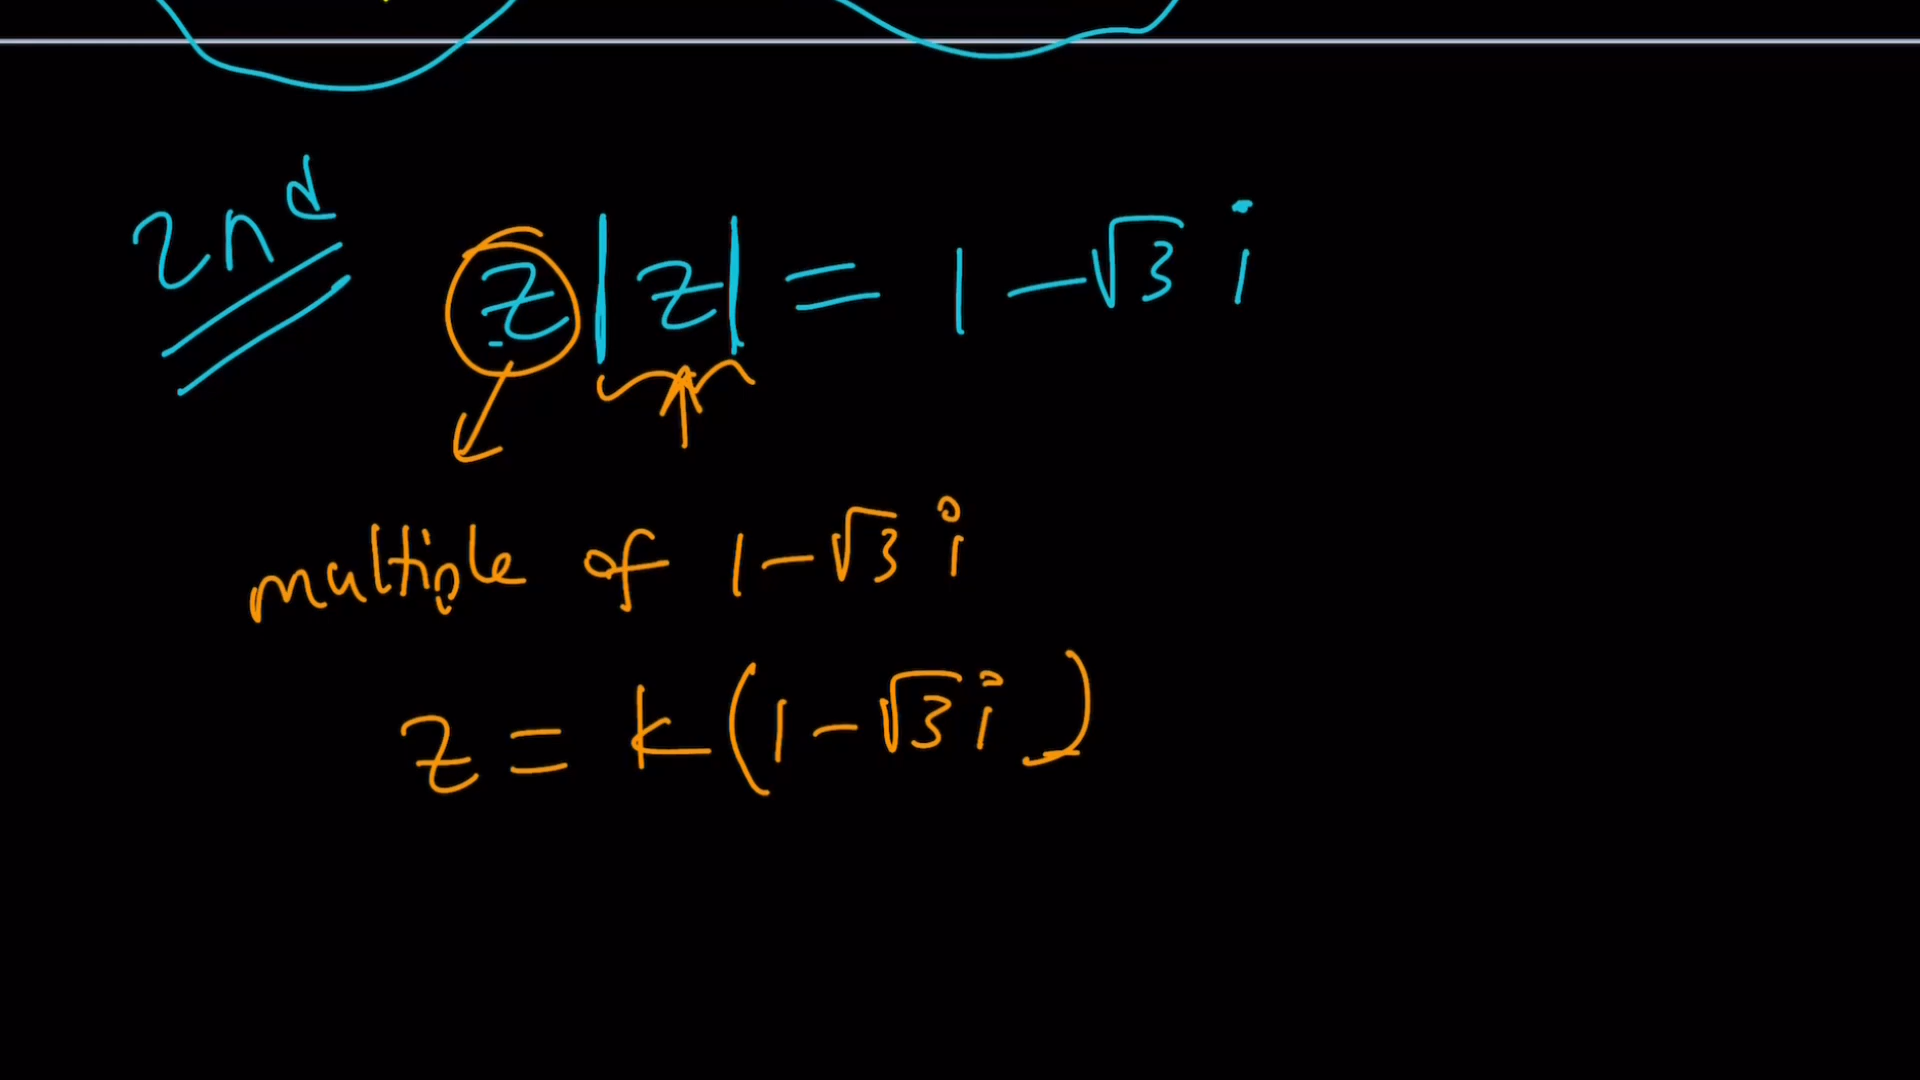 2nd
z|z| = 1 - √3 i
multiple of 1 - √3 i
z = k(1 - √3 i)